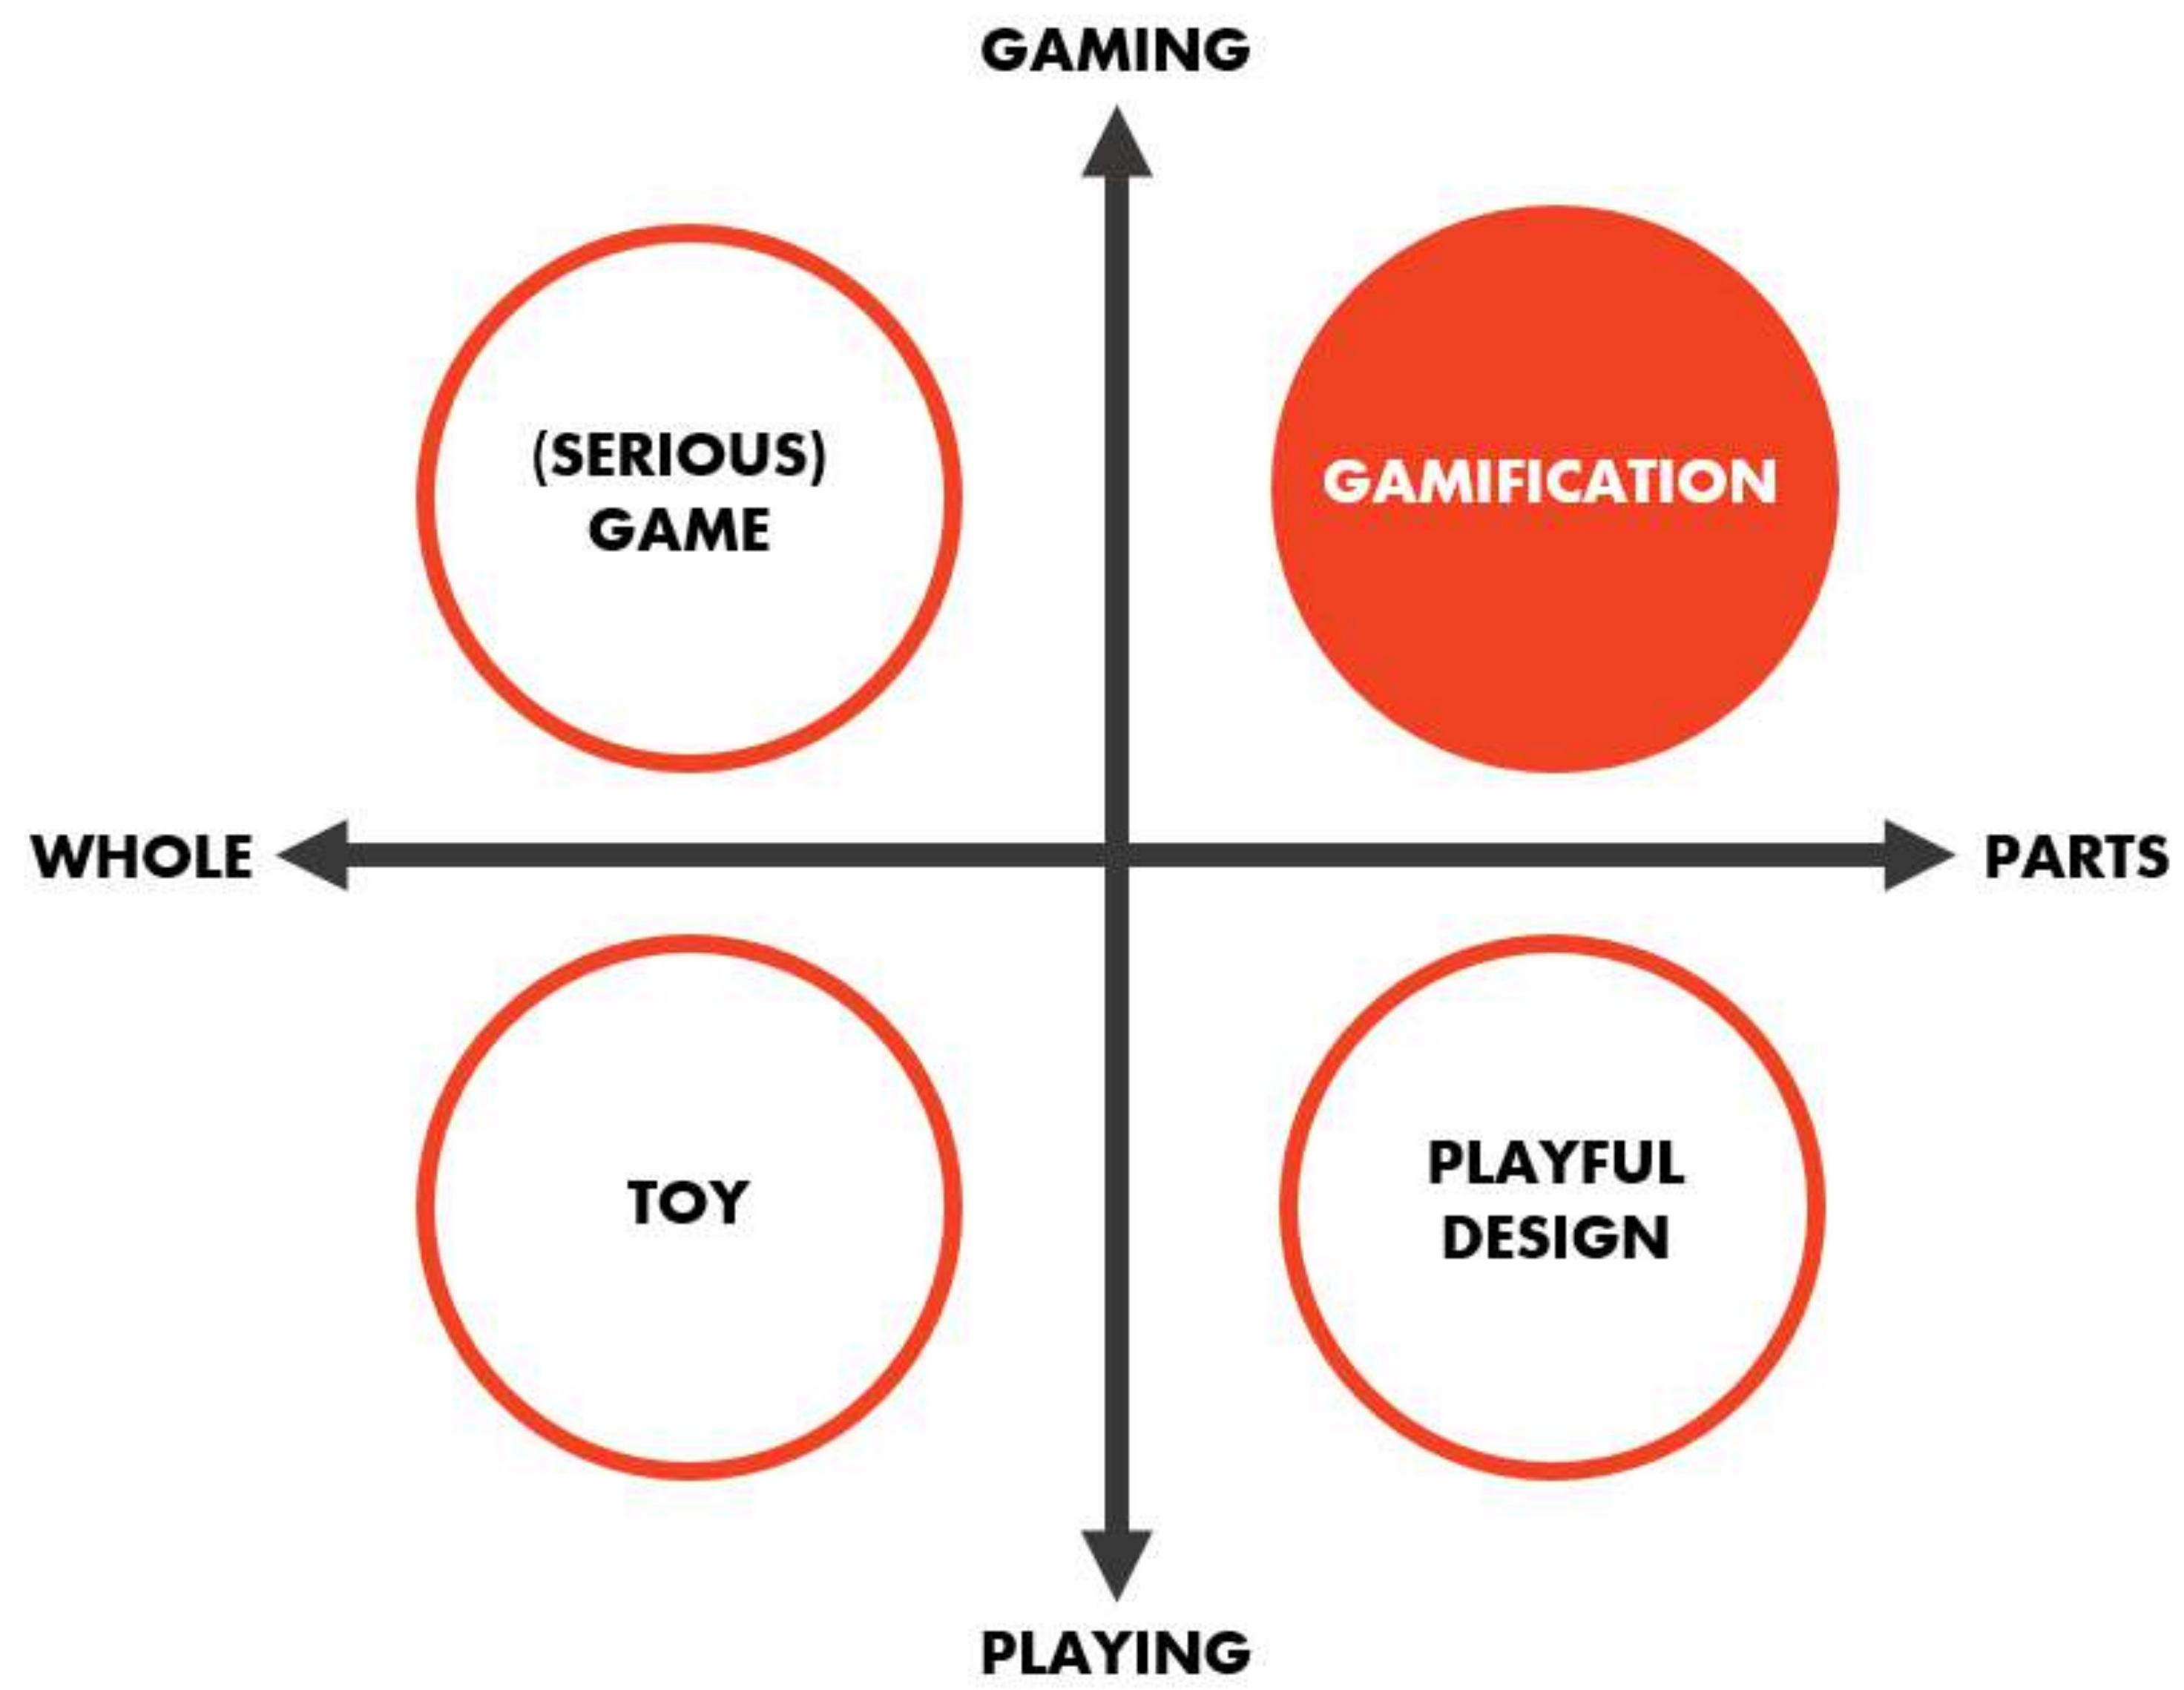 GAMING
(SERIOUS)
GAME
GAMIFICATION
WHOLE
PARTS
TOY
PLAYFUL
DESIGN
PLAYING